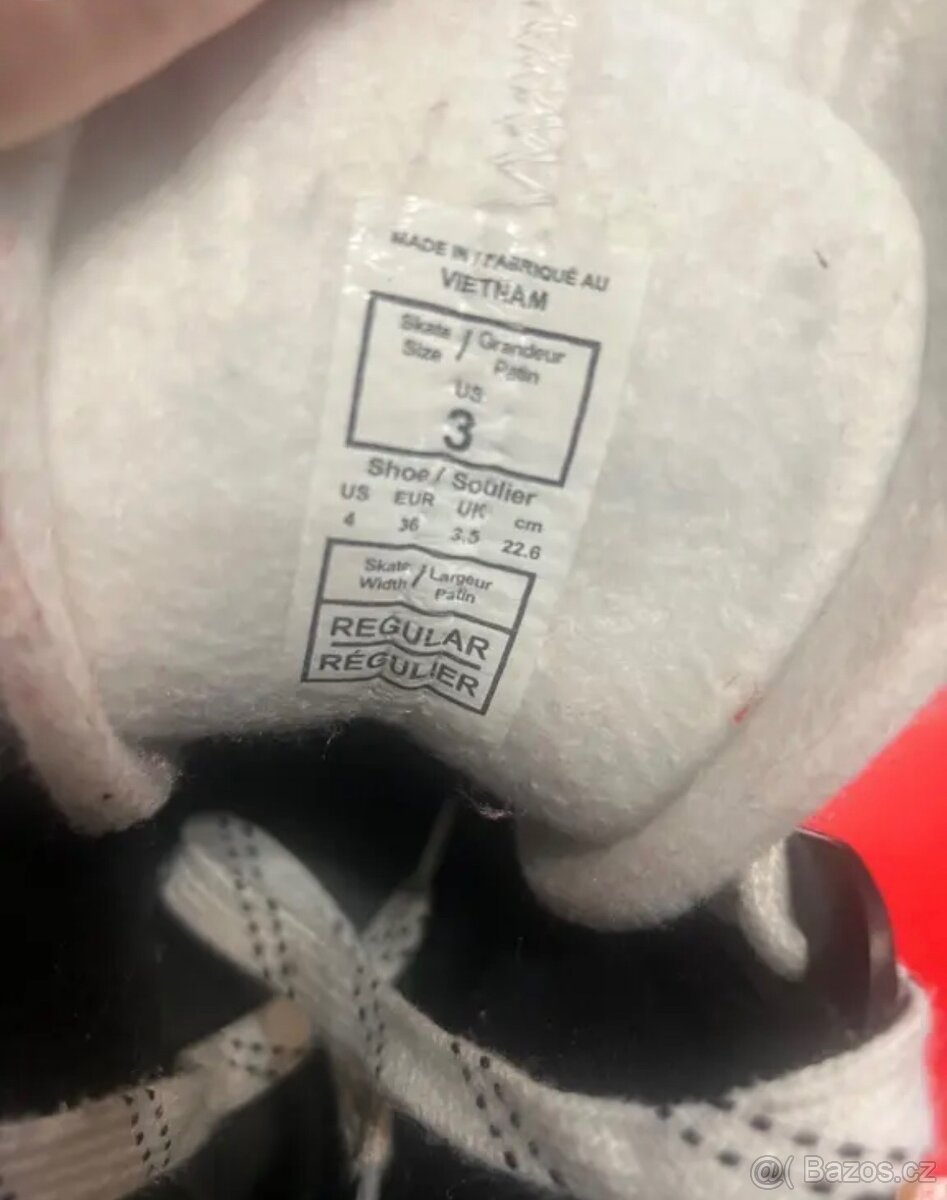 MADE IN / FABRIQUÉ AU
VIETNAM
Skate / Grandeur
Size Patin
US
3
Shoe / Soulier
US EUR UK cm
4 36 3.5 22.6
Skate / Largeur
Width Patin
REGULAR
RÉGULIER
@( Bazos.cz